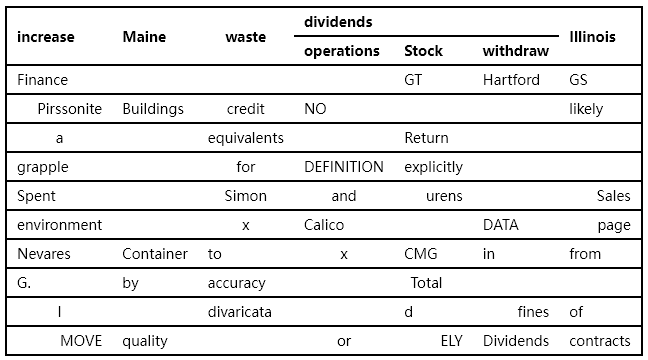 increase Maine waste dividends Illinois
operations Stock withdraw
Finance GT Hartford GS
Pirssonite Buildings credit NO likely
a equivalents Return
grapple for DEFINITION explicitly
Spent Simon and urens Sales
environment x Calico DATA page
Nevares Container to x CMG in from
G. by accuracy Total
I divaricata d fines of
MOVE quality or ELY Dividends contracts